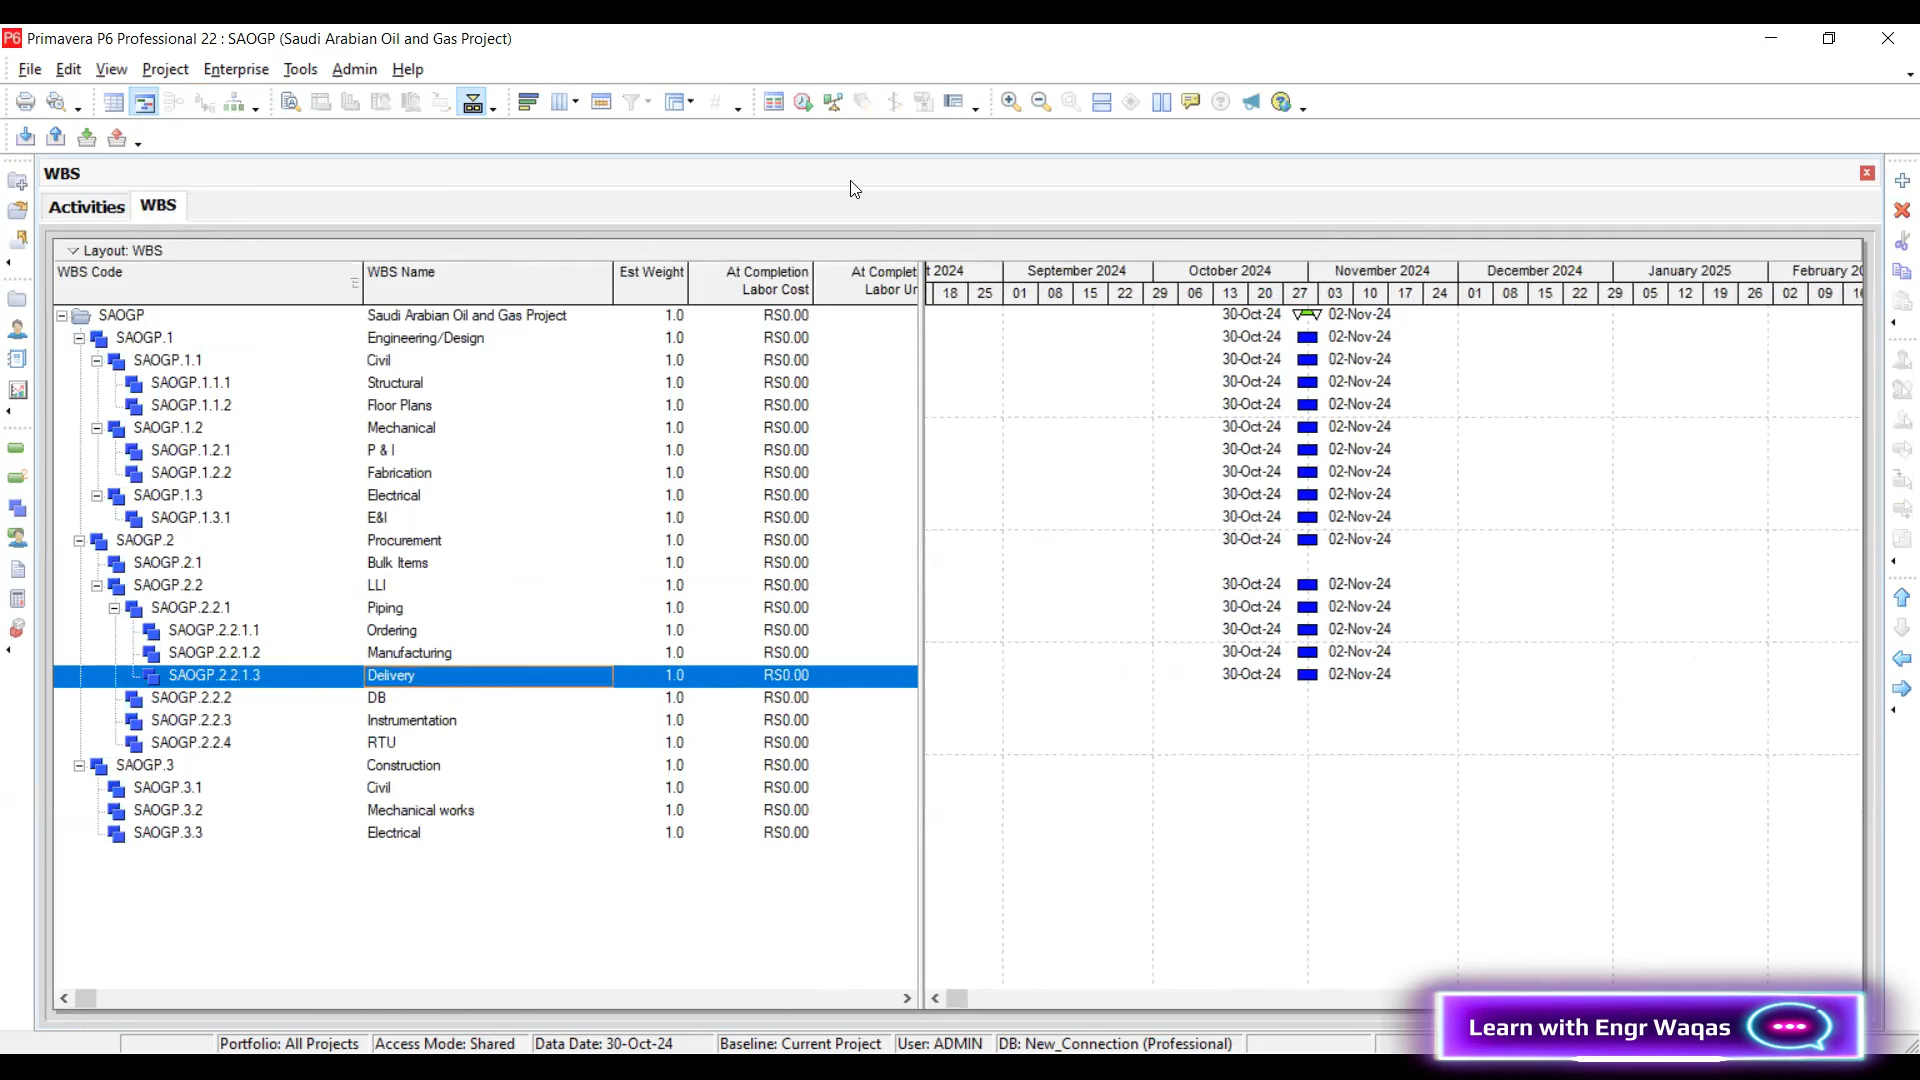 P6 Primavera P6 Professional 22 : SAOGP (Saudi Arabian Oil and Gas Project)
File Edit View Project Enterprise Tools Admin Help
WBS
Activities WBS
Layout: WBS
WBS Code WBS Name Est Weight At Completion Labor Cost At Complet Labor Ur
t 2024 September 2024 October 2024 November 2024 December 2024 January 2025 February 20
18 25 01 08 15 22 29 06 13 20 27 03 10 17 24 01 08 15 22 29 05 12 19 26 02 09 16
SAOGP Saudi Arabian Oil and Gas Project 1.0 RS0.00 30-Oct-24 02-Nov-24
SAOGP.1 Engineering/Design 1.0 RS0.00 30-Oct-24 02-Nov-24
SAOGP.1.1 Civil 1.0 RS0.00 30-Oct-24 02-Nov-24
SAOGP.1.1.1 Structural 1.0 RS0.00 30-Oct-24 02-Nov-24
SAOGP.1.1.2 Floor Plans 1.0 RS0.00 30-Oct-24 02-Nov-24
SAOGP.1.2 Mechanical 1.0 RS0.00 30-Oct-24 02-Nov-24
SAOGP.1.2.1 P & I 1.0 RS0.00 30-Oct-24 02-Nov-24
SAOGP.1.2.2 Fabrication 1.0 RS0.00 30-Oct-24 02-Nov-24
SAOGP.1.3 Electrical 1.0 RS0.00 30-Oct-24 02-Nov-24
SAOGP.1.3.1 E&I 1.0 RS0.00 30-Oct-24 02-Nov-24
SAOGP.2 Procurement 1.0 RS0.00 30-Oct-24 02-Nov-24
SAOGP.2.1 Bulk Items 1.0 RS0.00
SAOGP.2.2 LLI 1.0 RS0.00 30-Oct-24 02-Nov-24
SAOGP.2.2.1 Piping 1.0 RS0.00 30-Oct-24 02-Nov-24
SAOGP.2.2.1.1 Ordering 1.0 RS0.00 30-Oct-24 02-Nov-24
SAOGP.2.2.1.2 Manufacturing 1.0 RS0.00 30-Oct-24 02-Nov-24
SAOGP.2.2.1.3 Delivery 1.0 RS0.00 30-Oct-24 02-Nov-24
SAOGP.2.2.2 DB 1.0 RS0.00
SAOGP.2.2.3 Instrumentation 1.0 RS0.00
SAOGP.2.2.4 RTU 1.0 RS0.00
SAOGP.3 Construction 1.0 RS0.00
SAOGP.3.1 Civil 1.0 RS0.00
SAOGP.3.2 Mechanical works 1.0 RS0.00
SAOGP.3.3 Electrical 1.0 RS0.00
Learn with Engr Waqas
Portfolio: All Projects Access Mode: Shared Data Date: 30-Oct-24 Baseline: Current Project User: ADMIN DB: New_Connection (Professional)